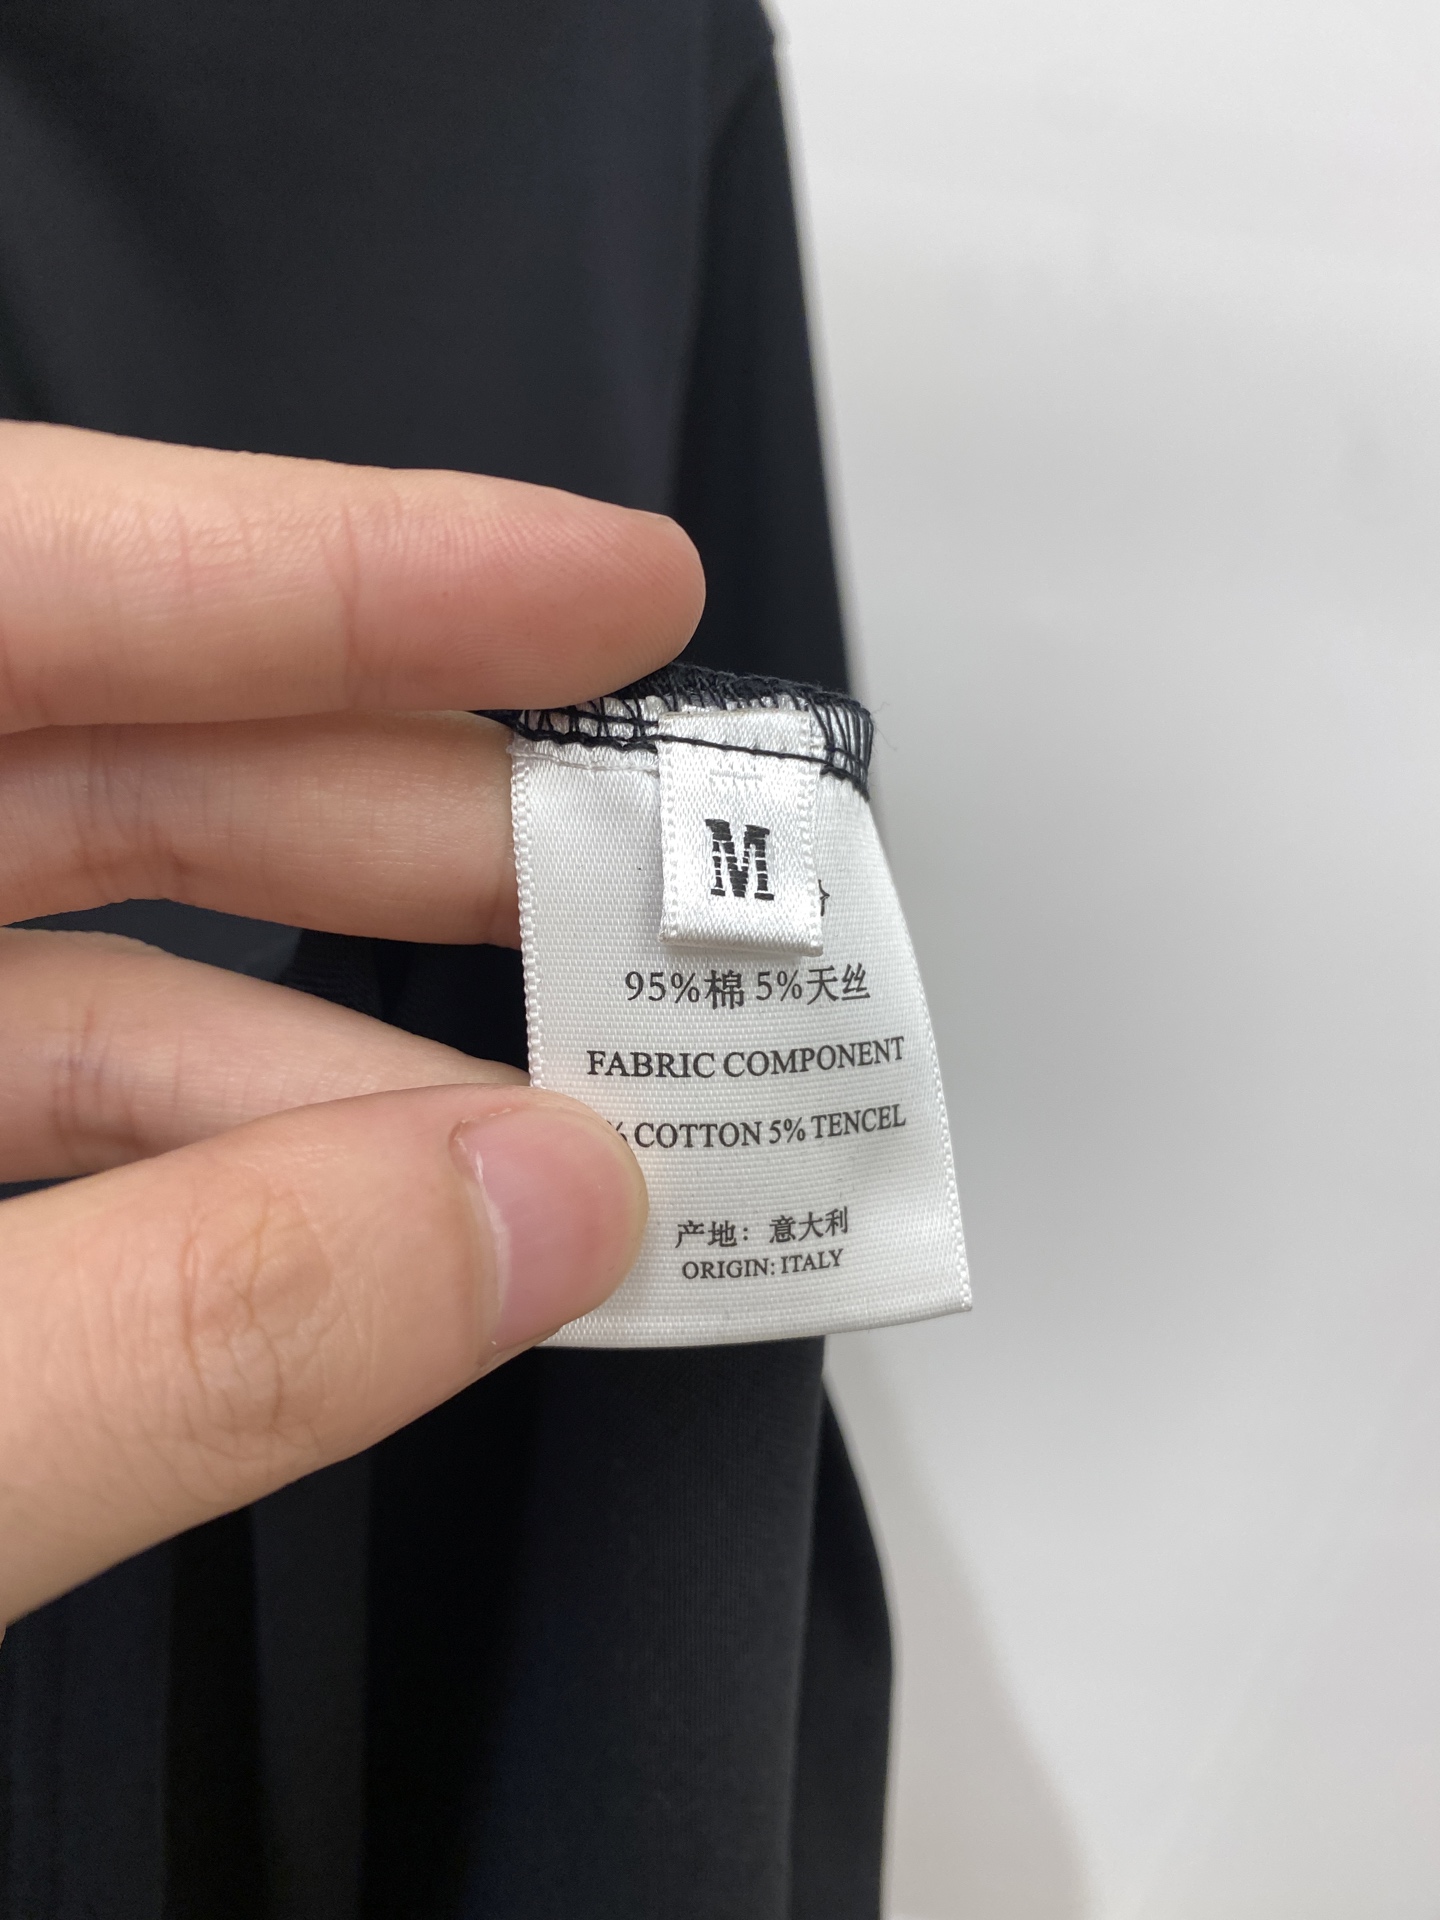 M
95%棉 5%天丝
FABRIC COMPONENT
% COTTON 5% TENCEL
产地：意大利
ORIGIN: ITALY